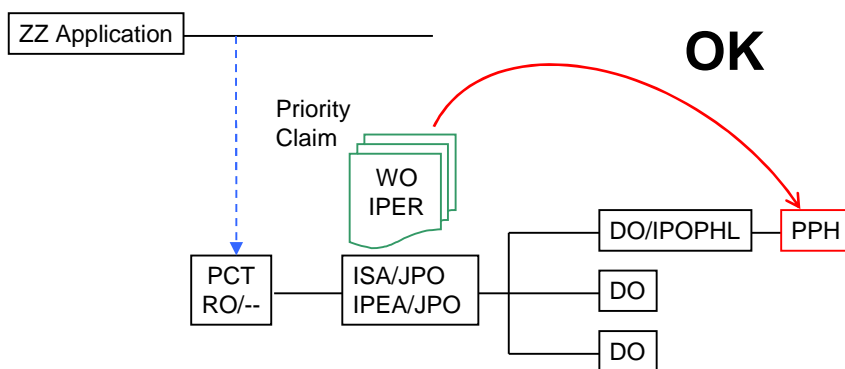 ZZ Application
OK
Priority
Claim
WO
IPER
DO/IPOPHL
PPH
PCT
RO/--
ISA/JPO
IPEA/JPO
DO
DO